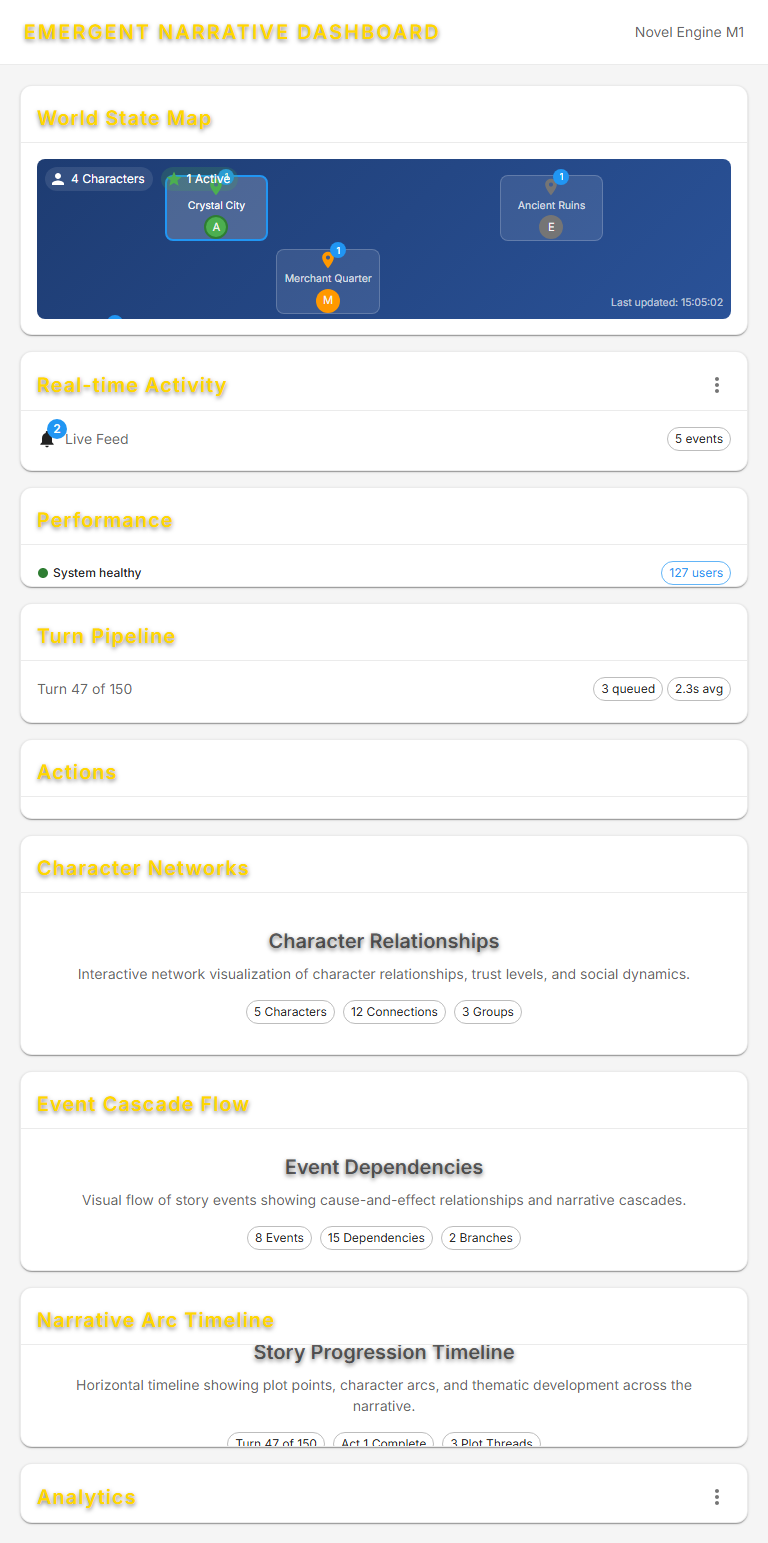 EMERGENT NARRATIVE DASHBOARD
Novel Engine M1
World State Map
4 Characters
1 Active
1
Crystal City
A
1
Ancient Ruins
E
1
Merchant Quarter
M
Last updated: 15:05:02
Real-time Activity
2
Live Feed
5 events
Performance
System healthy
127 users
Turn Pipeline
Turn 47 of 150
3 queued
2.3s avg
Actions
Character Networks
Character Relationships
Interactive network visualization of character relationships, trust levels, and social dynamics.
5 Characters
12 Connections
3 Groups
Event Cascade Flow
Event Dependencies
Visual flow of story events showing cause-and-effect relationships and narrative cascades.
8 Events
15 Dependencies
2 Branches
Narrative Arc Timeline
Story Progression Timeline
Horizontal timeline showing plot points, character arcs, and thematic development across the
narrative.
Turn 47 of 150
Act 1 Complete
3 Plot Threads
Analytics